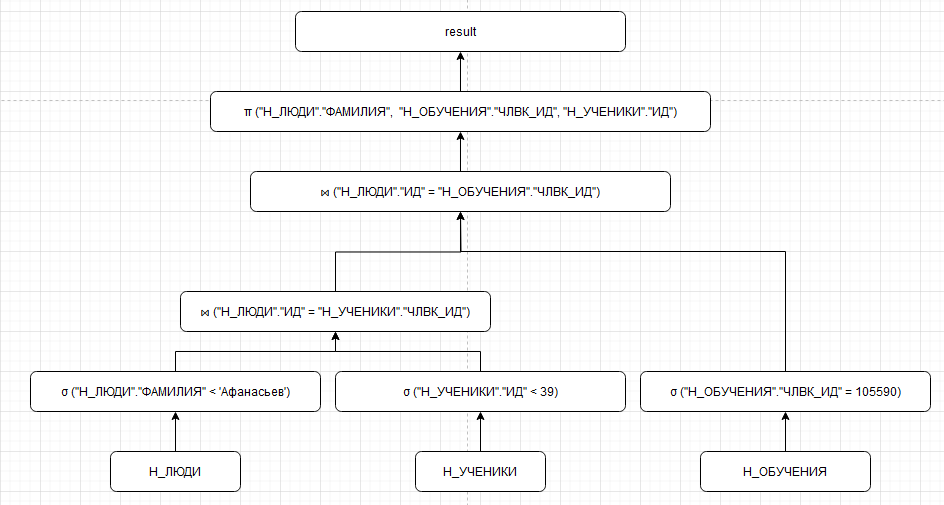 result
π ("Н_ЛЮДИ"."ФАМИЛИЯ", "Н_ОБУЧЕНИЯ"."ЧЛВК_ИД", "Н_УЧЕНИКИ"."ИД")
⋈ ("Н_ЛЮДИ"."ИД" = "Н_ОБУЧЕНИЯ"."ЧЛВК_ИД")
⋈ ("Н_ЛЮДИ"."ИД" = "Н_УЧЕНИКИ"."ЧЛВК_ИД")
σ ("Н_ЛЮДИ"."ФАМИЛИЯ" < 'Афанасьев')
σ ("Н_УЧЕНИКИ"."ИД" < 39)
σ ("Н_ОБУЧЕНИЯ"."ЧЛВК_ИД" = 105590)
Н_ЛЮДИ
Н_УЧЕНИКИ
Н_ОБУЧЕНИЯ